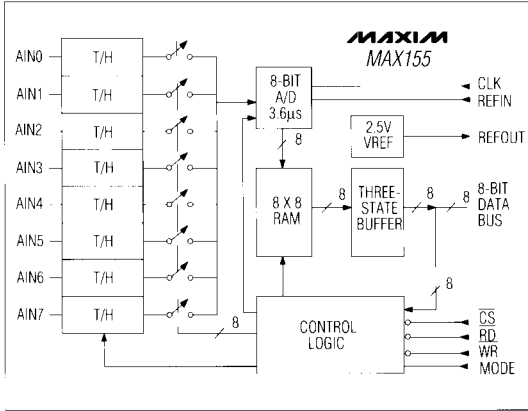 MAXIM
MAX155
AIN0 T/H
AIN1 T/H
AIN2 T/H
AIN3 T/H
AIN4 T/H
AIN5 T/H
AIN6 T/H
AIN7 T/H
8
8-BIT
A/D
3.6µs
8
CLK
REFIN
2.5V
VREF
REFOUT
8 X 8
RAM
8
THREE-
STATE
BUFFER
8
8
8-BIT
DATA
BUS
8
CONTROL
LOGIC
CS
RD
WR
MODE